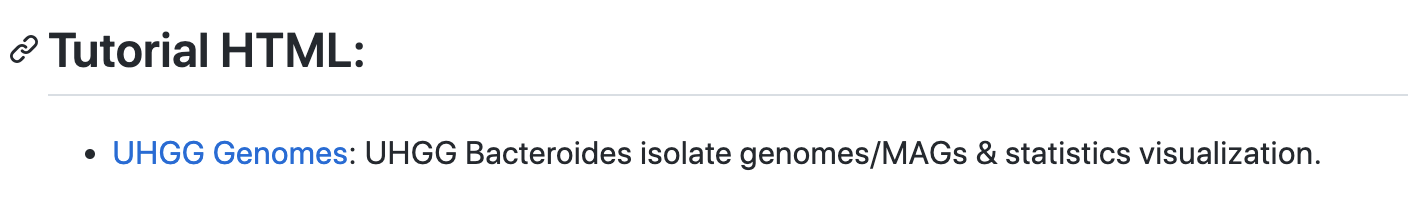 Tutorial HTML:
UHGG Genomes: UHGG Bacteroides isolate genomes/MAGs & statistics visualization.